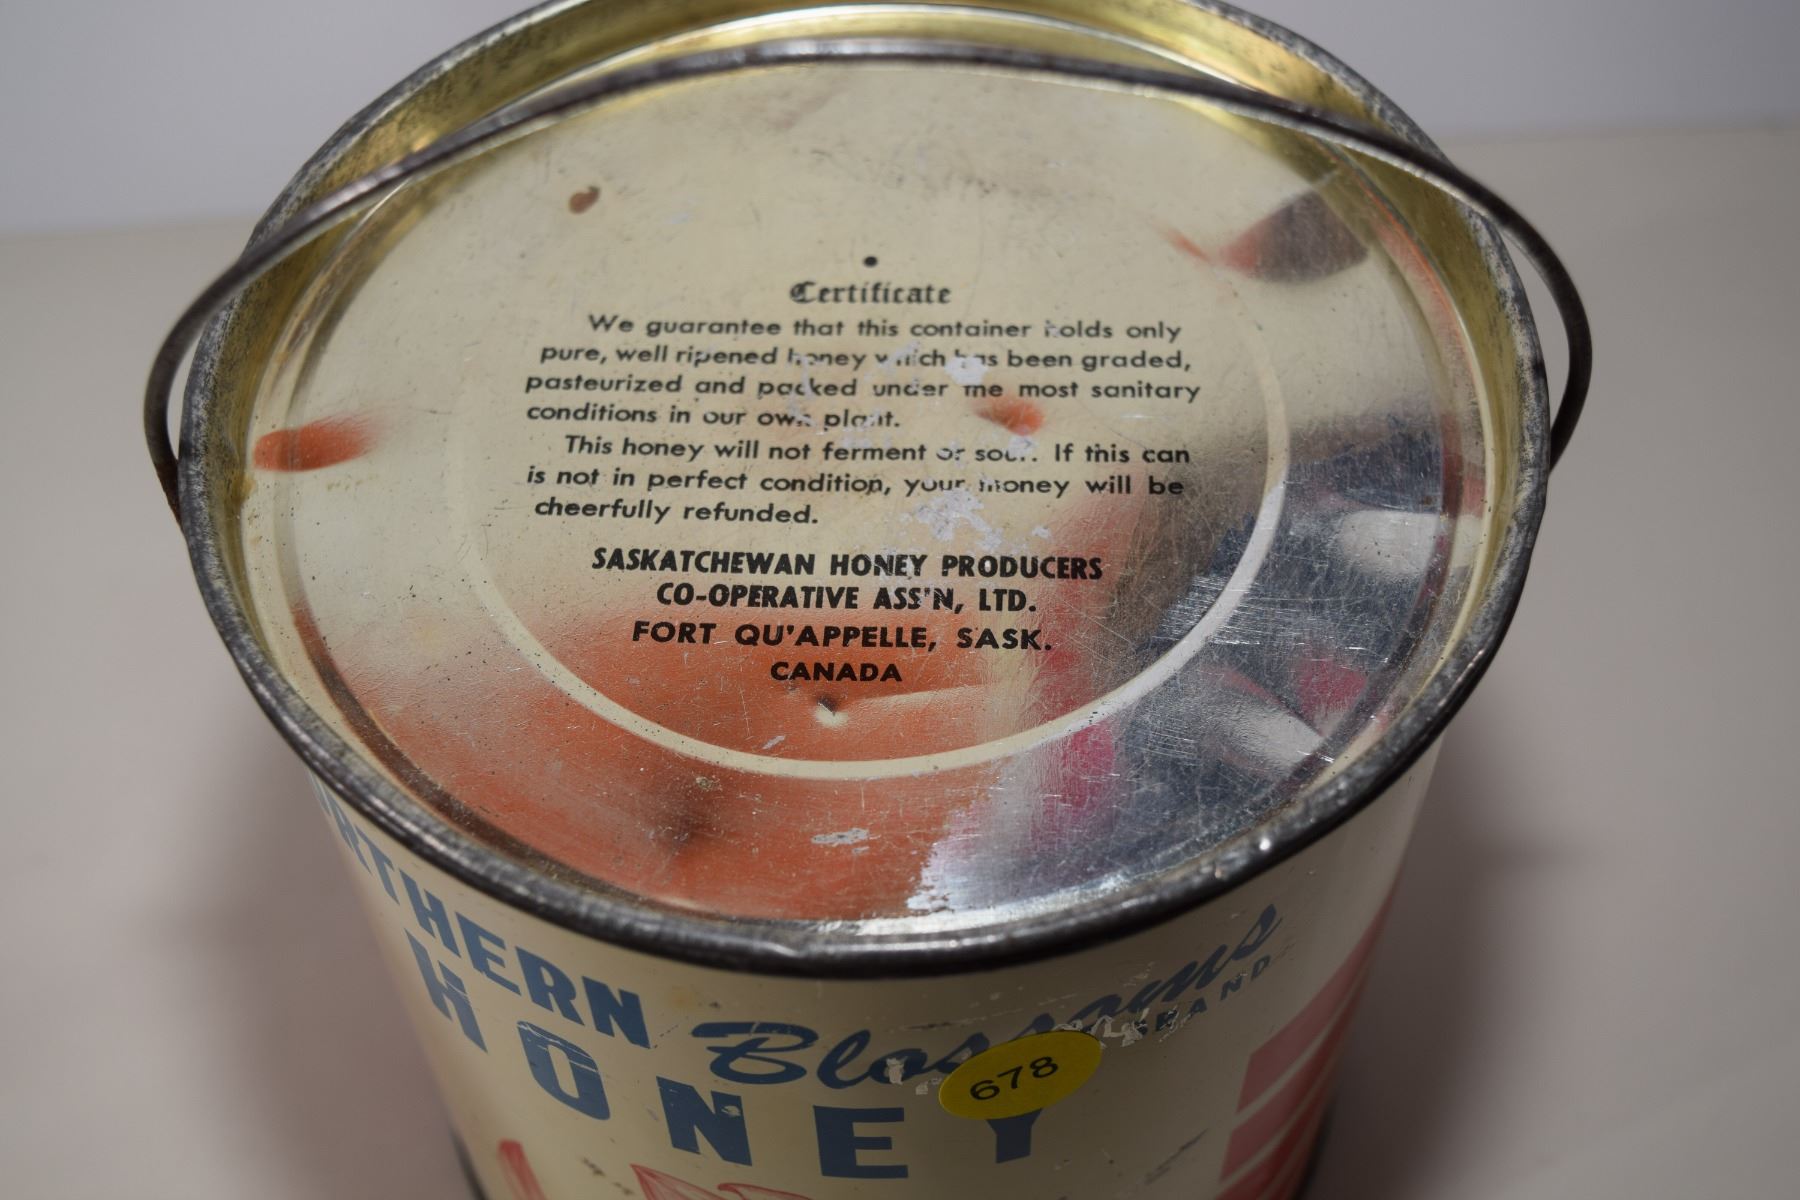 Certificate
We guarantee that this container holds only
pure, well ripened honey which has been graded,
pasteurized and packed under the most sanitary
conditions in our own plant.
This honey will not ferment or sour. If this can
is not in perfect condition, your money will be
cheerfully refunded.
SASKATCHEWAN HONEY PRODUCERS
CO-OPERATIVE ASS'N, LTD.
FORT QU'APPELLE, SASK.
CANADA
NORTHERN Blossoms
BRAND
HONEY
678